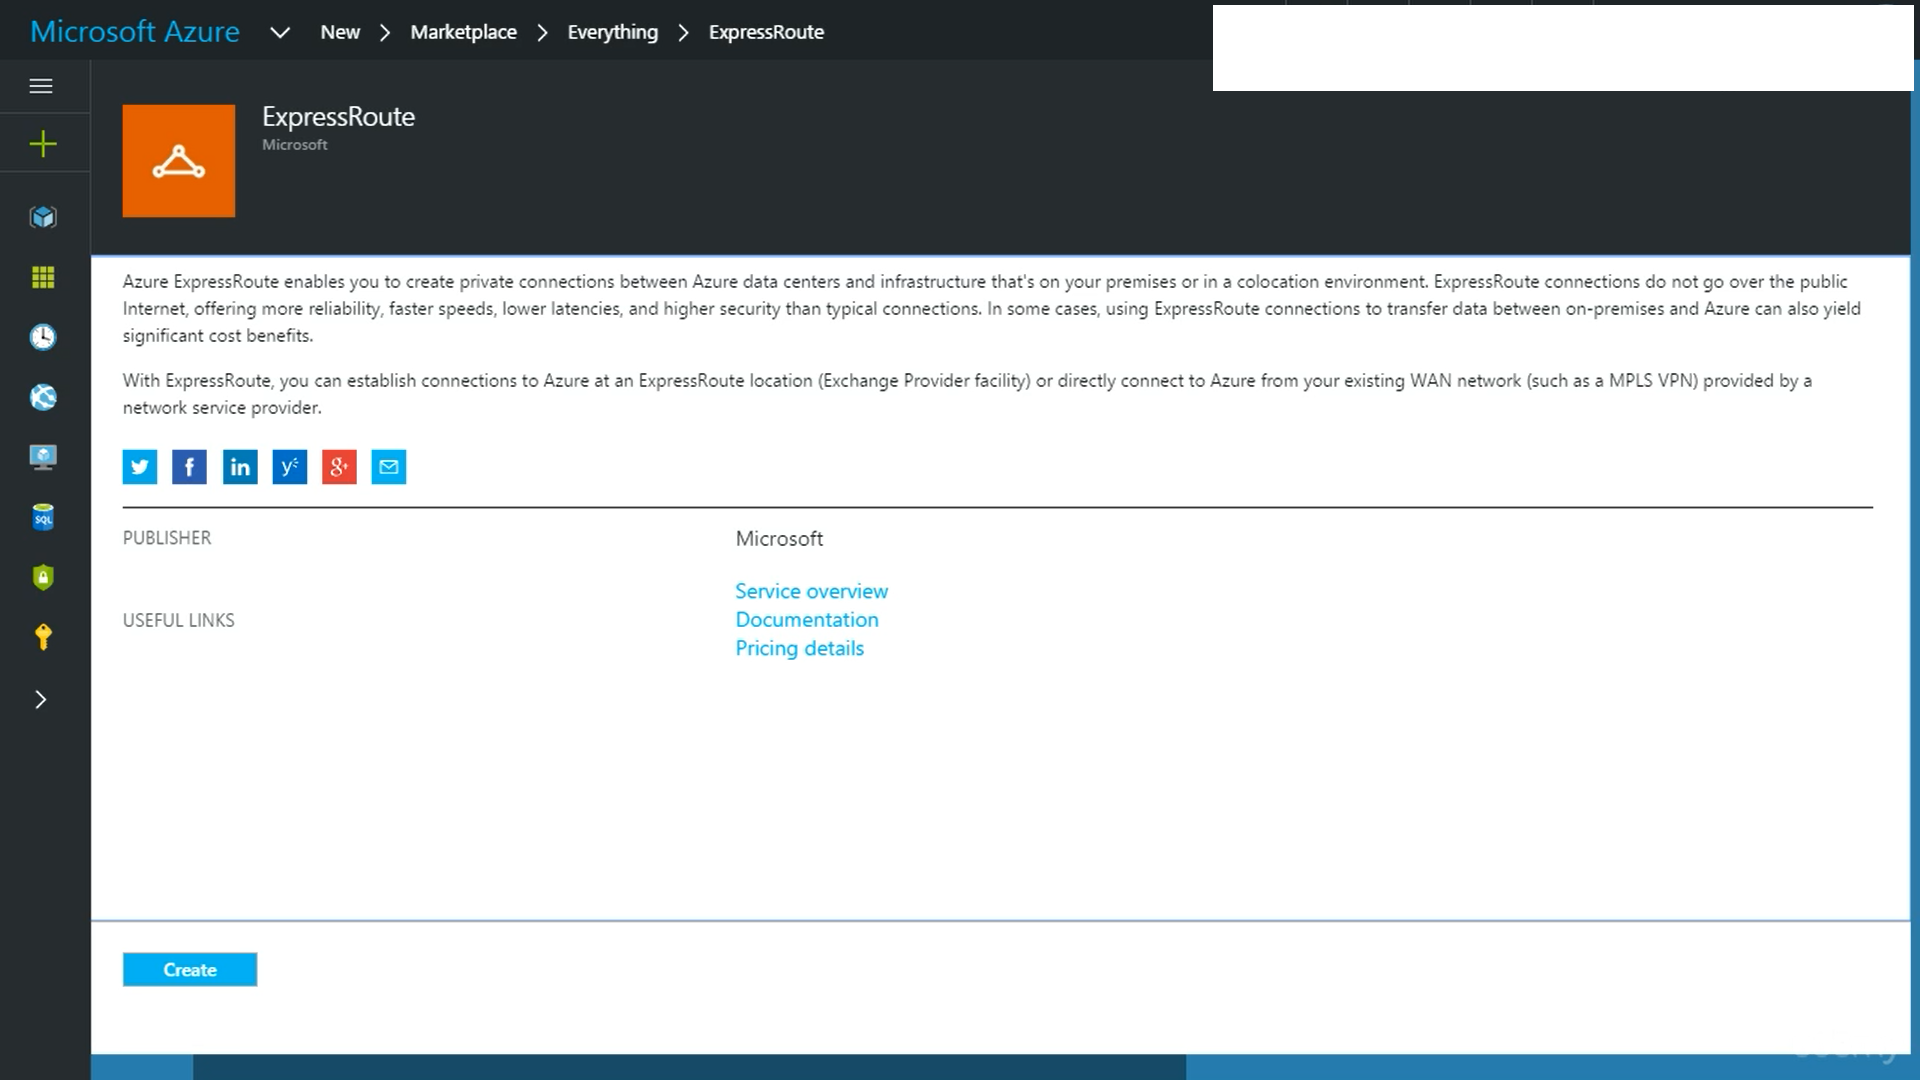 Microsoft Azure New Marketplace Everything ExpressRoute
ExpressRoute
Microsoft
Azure ExpressRoute enables you to create private connections between Azure data centers and infrastructure that's on your premises or in a colocation environment. ExpressRoute connections do not go over the public
Internet, offering more reliability, faster speeds, lower latencies, and higher security than typical connections. In some cases, using ExpressRoute connections to transfer data between on-premises and Azure can also yield
significant cost benefits.
With ExpressRoute, you can establish connections to Azure at an ExpressRoute location (Exchange Provider facility) or directly connect to Azure from your existing WAN network (such as a MPLS VPN) provided by a
network service provider.
f in y g+
SQL
PUBLISHER Microsoft
Service overview
USEFUL LINKS Documentation
Pricing details
Create